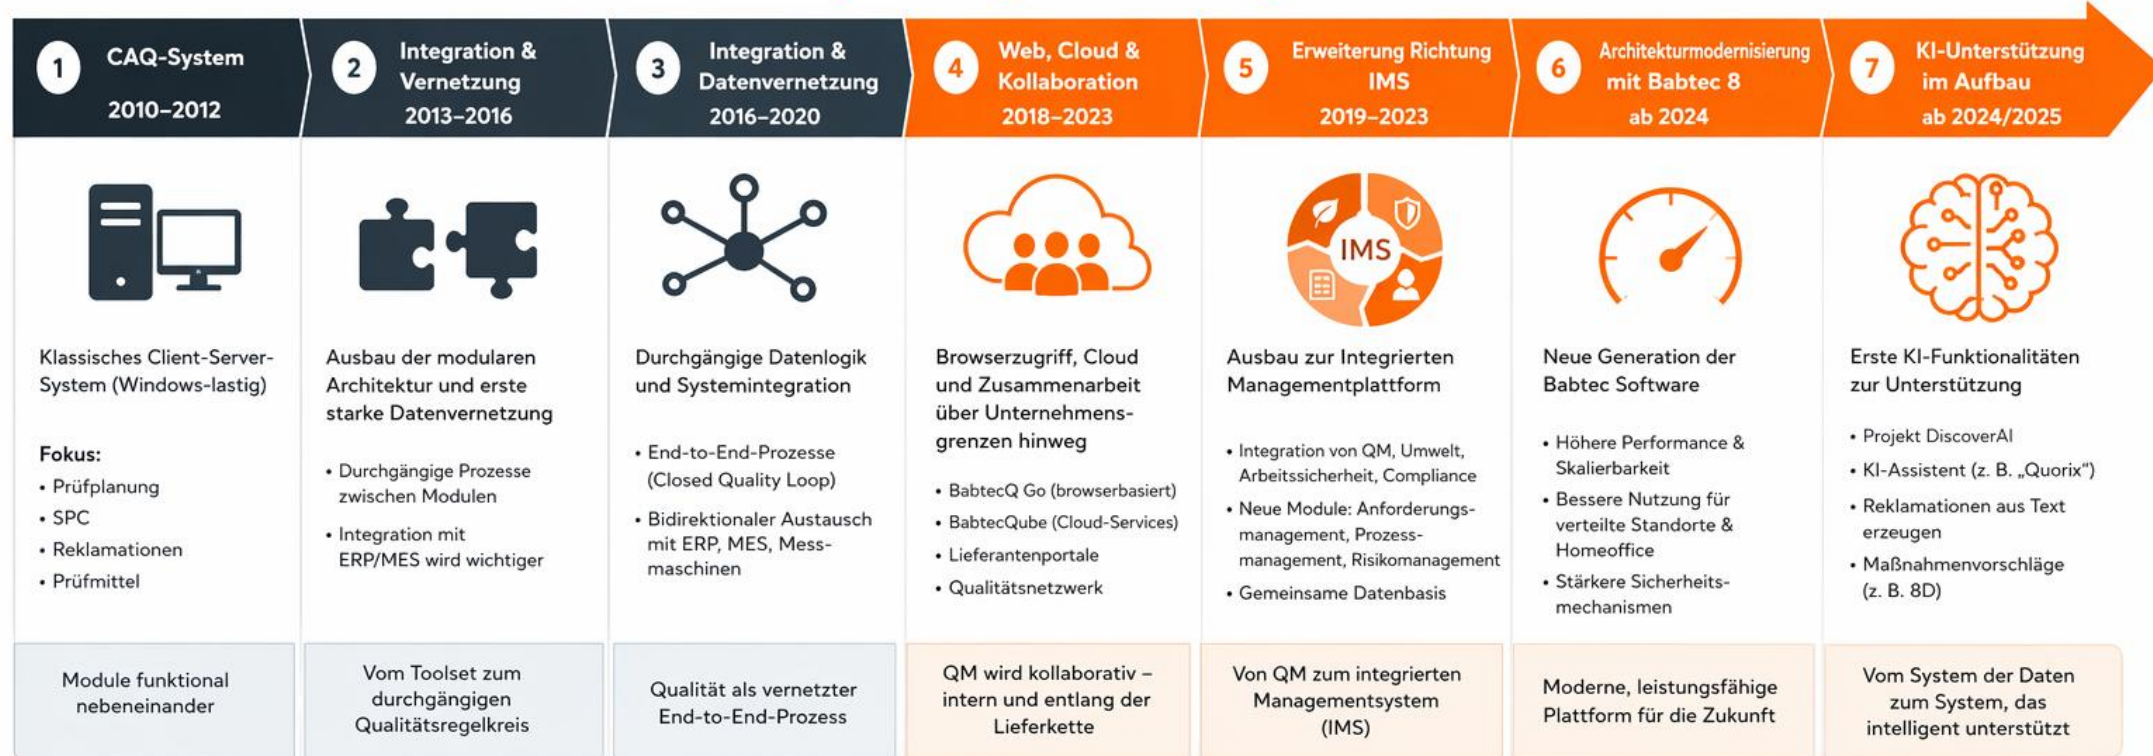 1
CAQ-System
2010–2012
Klassisches Client-Server-
System (Windows-lastig)
Fokus:
• Prüfplanung
• SPC
• Reklamationen
• Prüfmittel
Module funktional
nebeneinander
2
Integration &
Vernetzung
2013–2016
Ausbau der modularen
Architektur und erste
starke Datenvernetzung
• Durchgängige Prozesse
zwischen Modulen
• Integration mit
ERP/MES wird wichtiger
Vom Toolset zum
durchgängigen
Qualitätsregelkreis
3
Integration &
Datenvernetzung
2016–2020
Durchgängige Datenlogik
und Systemintegration
• End-to-End-Prozesse
(Closed Quality Loop)
• Bidirektionaler Austausch
mit ERP, MES, Mess-
maschinen
Qualität als vernetzter
End-to-End-Prozess
4
Web, Cloud &
Kollaboration
2018–2023
Browserzugriff, Cloud
und Zusammenarbeit
über Unternehmens-
grenzen hinweg
• BabtecQ Go (browserbasiert)
• BabtecQube (Cloud-Services)
• Lieferantenportale
• Qualitätsnetzwerk
QM wird kollaborativ –
intern und entlang der
Lieferkette
5
Erweiterung Richtung
IMS
2019–2023
IMS
Ausbau zur Integrierten
Managementplattform
• Integration von QM, Umwelt,
Arbeitssicherheit, Compliance
• Neue Module: Anforderungs-
management, Prozess-
management, Risikomanagement
• Gemeinsame Datenbasis
Von QM zum integrierten
Managementsystem
(IMS)
6
Architekturmodernisierung
mit Babtec 8
ab 2024
Neue Generation der
Babtec Software
• Höhere Performance &
Skalierbarkeit
• Bessere Nutzung für
verteilte Standorte &
Homeoffice
• Stärkere Sicherheits-
mechanismen
Moderne, leistungsfähige
Plattform für die Zukunft
7
KI-Unterstützung
im Aufbau
ab 2024/2025
Erste KI-Funktionalitäten
zur Unterstützung
• Projekt DiscoverAI
• KI-Assistent (z. B. „Quorix“)
• Reklamationen aus Text
erzeugen
• Maßnahmenvorschläge
(z. B. 8D)
Vom System der Daten
zum System, das
intelligent unterstützt